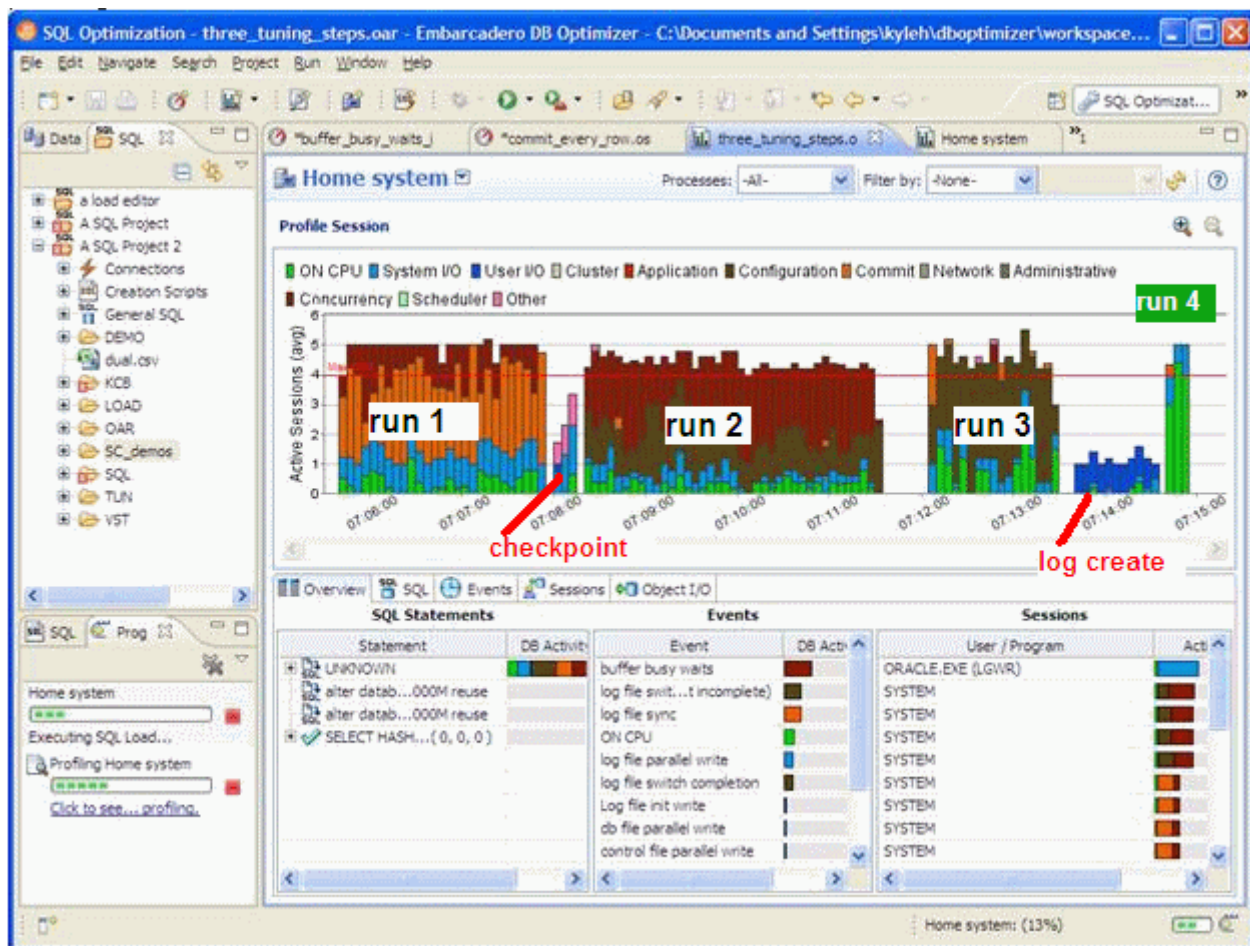 SQL Optimization - three_tuning_steps.oar - Embarcadero DB Optimizer - C:\Documents and Settings\kyleh\dboptimizer\workspace...
File Edit Navigate Search Project Run Window Help
SQL Optimizat...
Data SQL
*buffer_busy_waits_i *commit_every_row.os three_tuning_steps.o Home system 1
Home system Processes: -All- Filter by: -None-
a load editor
A SQL Project
A SQL Project 2
Connections
Creation Scripts
General SQL
DEMO
dual.csv
KCB
LOAD
OAR
SC_demos
SQL
TUN
VST
Profile Session
ON CPU System I/O User I/O Cluster Application Configuration Commit Network Administrative
Concurrency Scheduler Other
run 4
Active Sessions (avg)
6
5
4
3
2
1
0
run 1 run 2 run 3
07:06:00 07:07:00 07:08:00 07:09:00 07:10:00 07:11:00 07:12:00 07:13:00 07:14:00 07:15:00
checkpoint
log create
Overview SQL Events Sessions Object I/O
SQL Statements Events Sessions
Statement DB Activit
UNKNOWN
alter datab...000M reuse
alter datab...000M reuse
SELECT HASH...( 0, 0, 0 )
Event DB Activ
buffer busy waits
log file swit...t incomplete)
log file sync
ON CPU
log file parallel write
log file switch completion
Log file init write
db file parallel write
control file parallel write
User / Program Acti
ORACLE.EXE (LGWR)
SYSTEM
SYSTEM
SYSTEM
SYSTEM
SYSTEM
SYSTEM
SYSTEM
SYSTEM
SQL Prog
Home system
Executing SQL Load...
Profiling Home system
Click to see... profiling.
Home system: (13%)